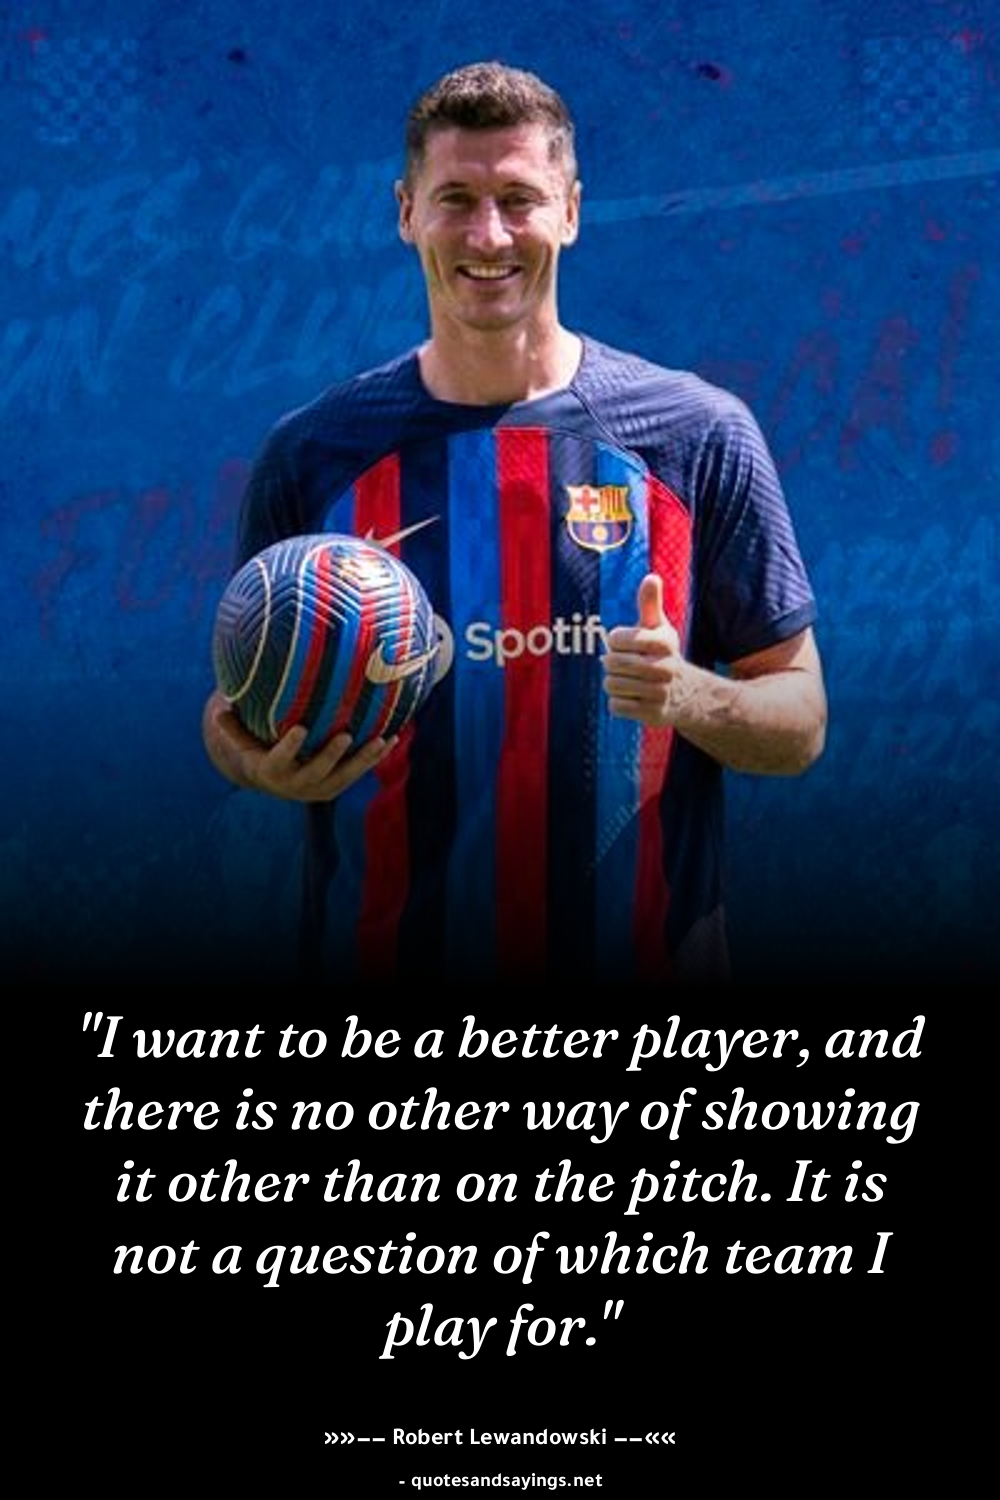 Spotify
"I want to be a better player, and
there is no other way of showing
it other than on the pitch. It is
not a question of which team I
play for."
»»–– Robert Lewandowski ––««
- quotesandsayings.net